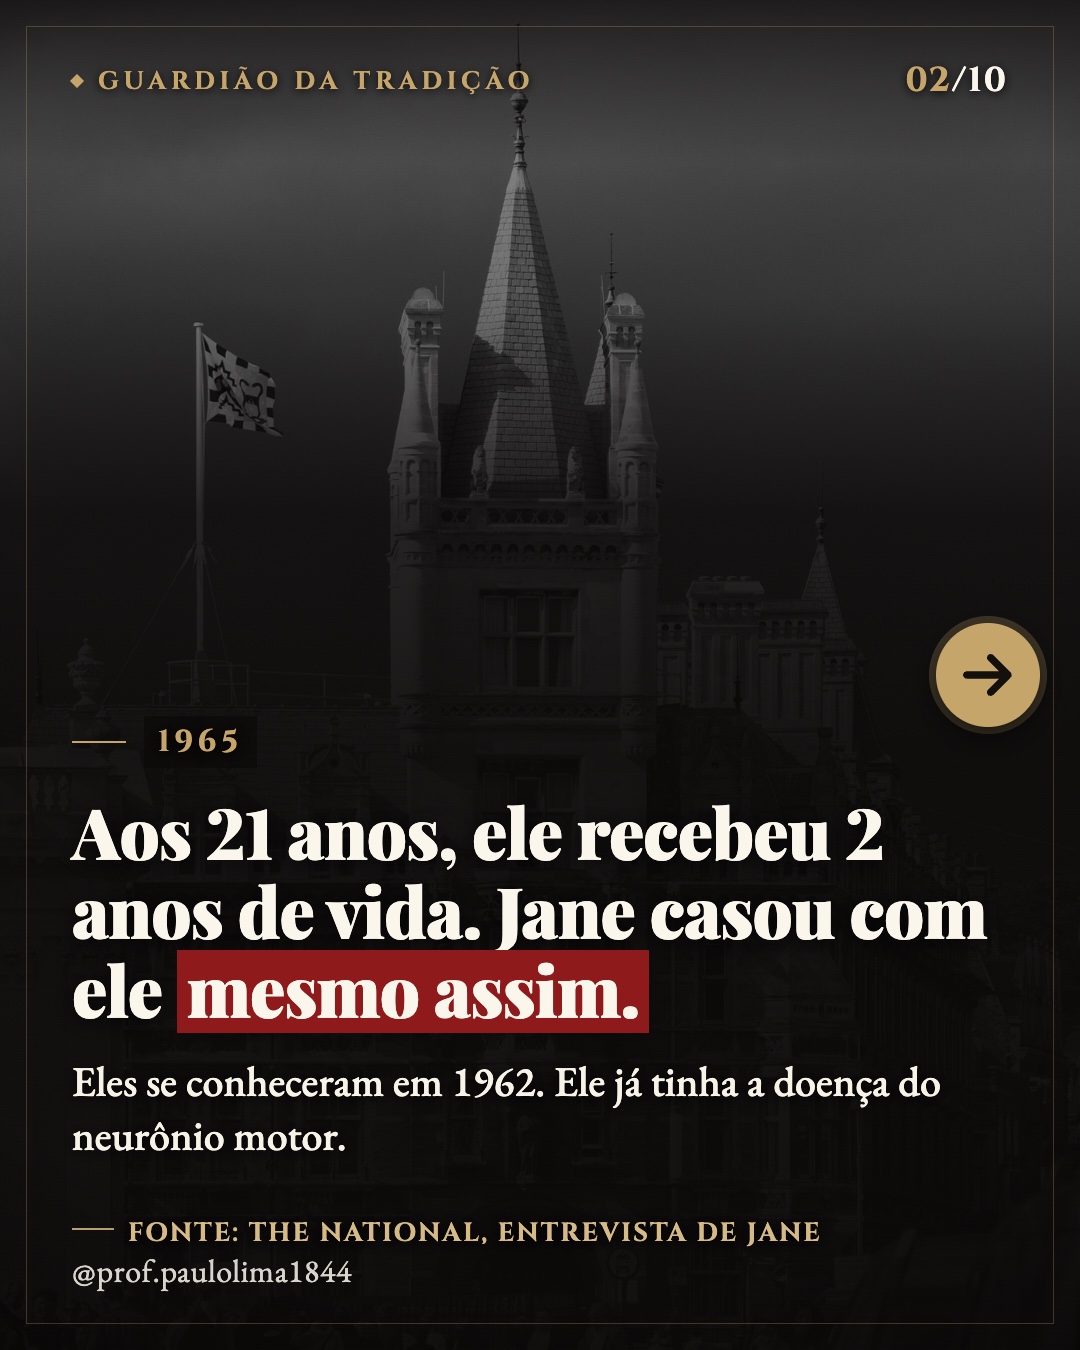 GUARDIÃO DA TRADIÇÃO
02/10
1965
Aos 21 anos, ele recebeu 2
anos de vida. Jane casou com
ele mesmo assim.
Eles se conheceram em 1962. Ele já tinha a doença do
neurônio motor.
FONTE: THE NATIONAL, ENTREVISTA DE JANE
@prof.paulolima1844